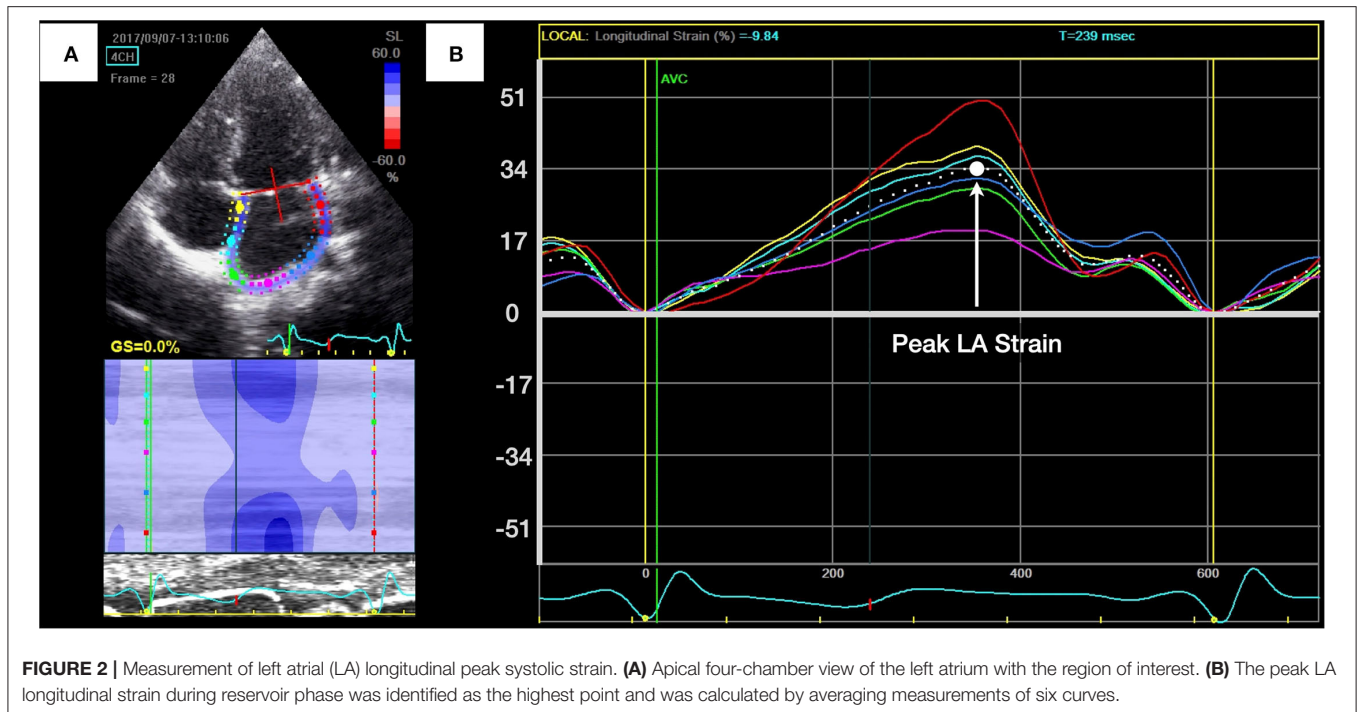 A
2017/09/07-13:10:06
4CH
Frame = 28
SL
60.0
-60.0
%
GS=0.0%
B
LOCAL: Longitudinal Strain (%) =-9.84 T=239 msec
AVC
51
34
17
0
-17
-34
-51
Peak LA Strain
0 200 400 600
FIGURE 2 | Measurement of left atrial (LA) longitudinal peak systolic strain. (A) Apical four-chamber view of the left atrium with the region of interest. (B) The peak LA
longitudinal strain during reservoir phase was identified as the highest point and was calculated by averaging measurements of six curves.